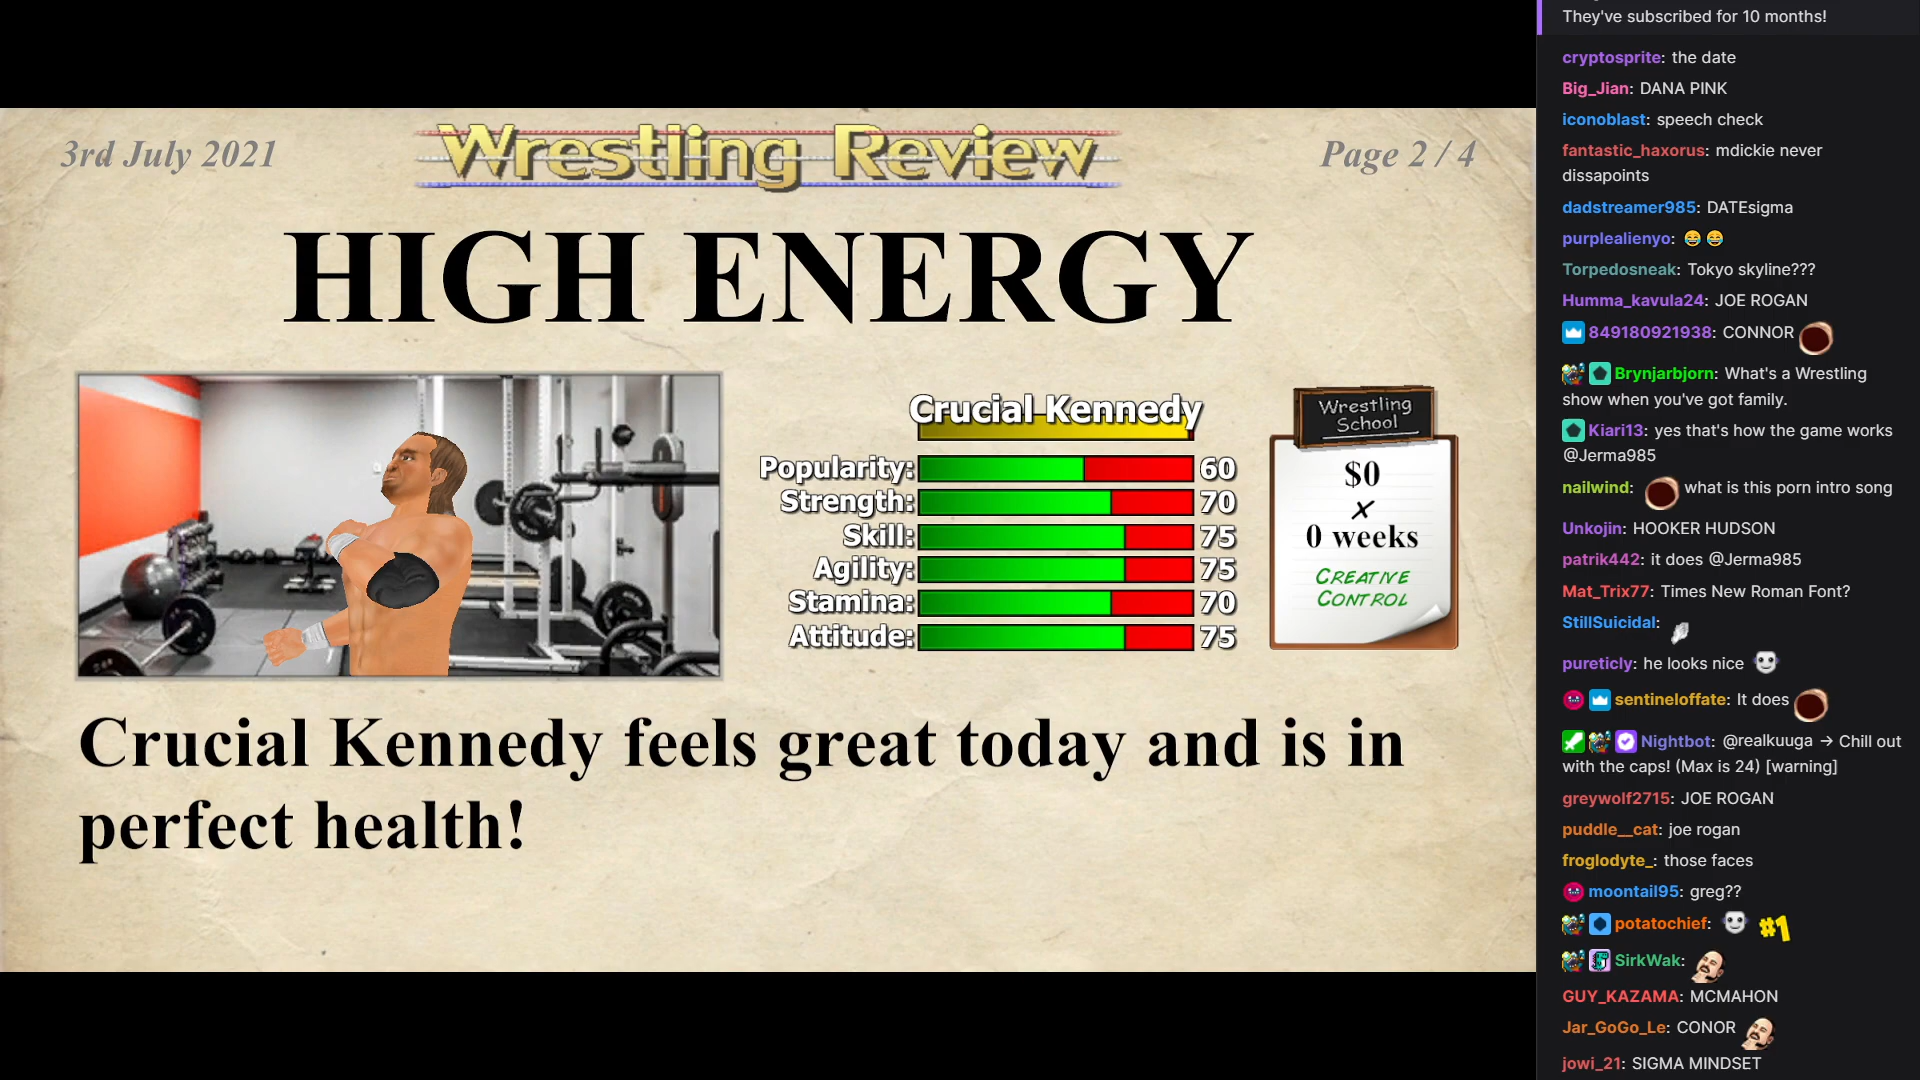 3rd July 2021
Wrestling Review
Page 2 / 4
HIGH ENERGY
Crucial Kennedy
Popularity: 60
Strength: 70
Skill: 75
Agility: 75
Stamina: 70
Attitude: 75
Wrestling
School
$0
x
0 weeks
CREATIVE
CONTROL
Crucial Kennedy feels great today and is in
perfect health!
They've subscribed for 10 months!
cryptosprite: the date
Big_Jian: DANA PINK
iconoblast: speech check
fantastic_haxorus: mdickie never
dissapoints
dadstreamer985: DATEsigma
purplealienyo: 😂 😂
Torpedosneak: Tokyo skyline???
Humma_kavula24: JOE ROGAN
849180921938: CONNOR
Brynjarbjorn: What's a Wrestling
show when you've got family.
Kiari13: yes that's how the game works
@Jerma985
nailwind: what is this porn intro song
Unkojin: HOOKER HUDSON
patrik442: it does @Jerma985
Mat_Trix77: Times New Roman Font?
StillSuicidal:
pureticly: he looks nice
sentineloffate: It does
Nightbot: @realkuuga → Chill out
with the caps! (Max is 24) [warning]
greywolf2715: JOE ROGAN
puddle__cat: joe rogan
froglodyte_: those faces
moontail95: greg??
potatochief: #1
SirkWak:
GUY_KAZAMA: MCMAHON
Jar_GoGo_Le: CONOR
jowi_21: SIGMA MINDSET